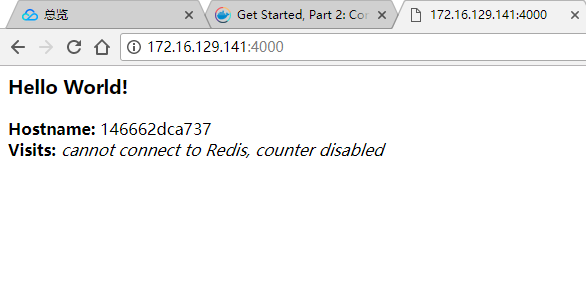 总览
Get Started, Part 2: Con
172.16.129.141:4000
172.16.129.141:4000
Hello World!
Hostname: 146662dca737
Visits: cannot connect to Redis, counter disabled